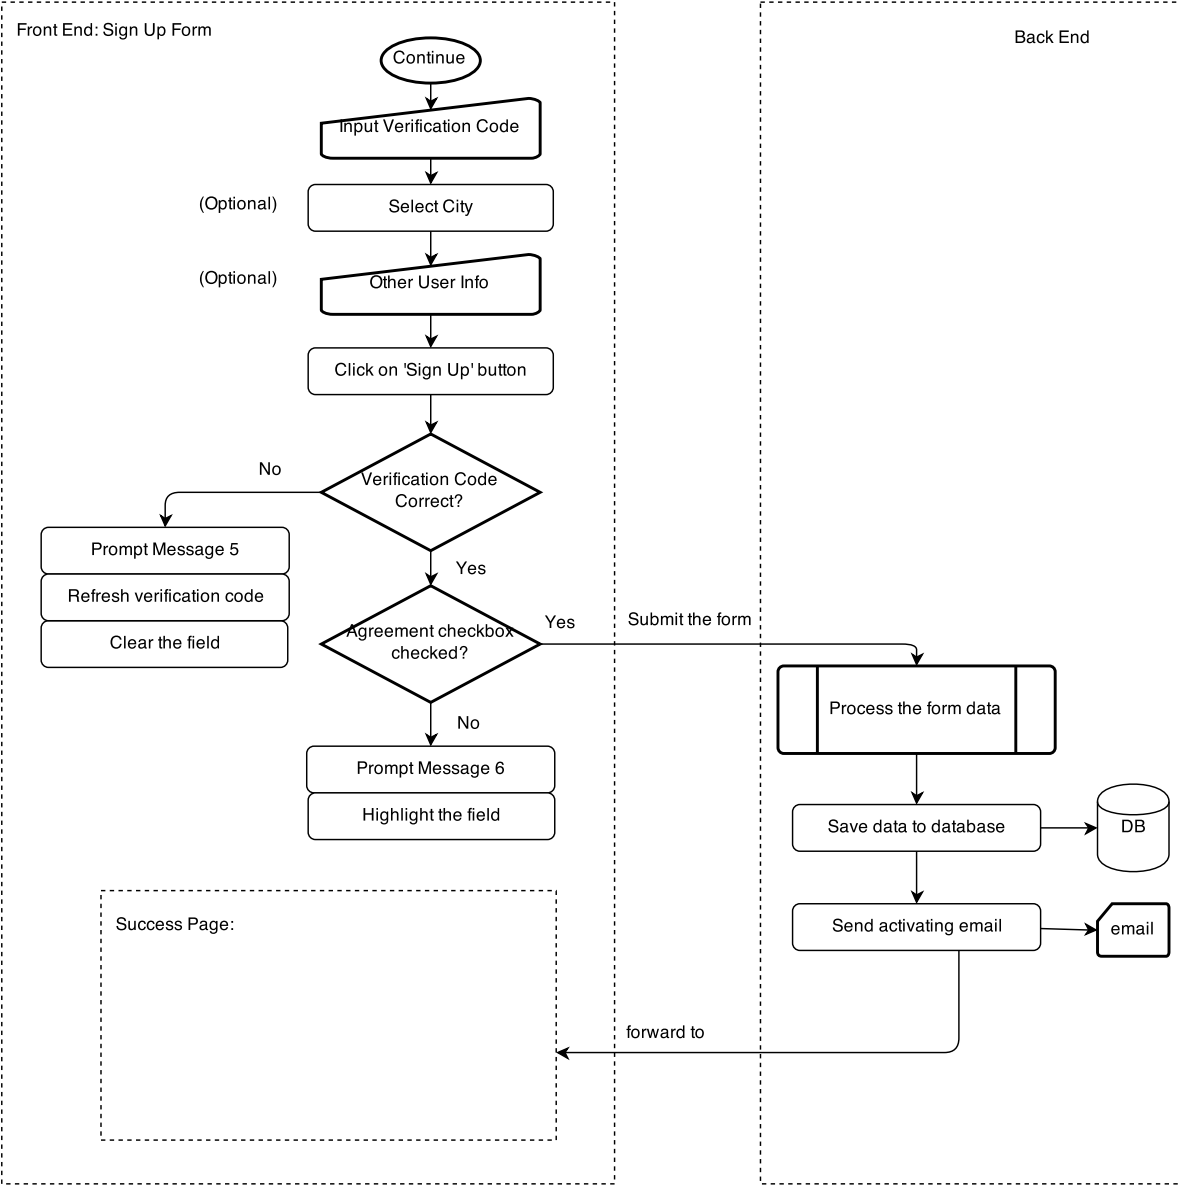 Front End: Sign Up Form
Back End
Continue
Input Verification Code
(Optional)
Select City
(Optional)
Other User Info
Click on 'Sign Up' button
No
Verification Code
Correct?
Prompt Message 5
Refresh verification code
Clear the field
Yes
Agreement checkbox
checked?
Yes
Submit the form
No
Prompt Message 6
Highlight the field
Process the form data
Save data to database
DB
Send activating email
email
Success Page:
forward to